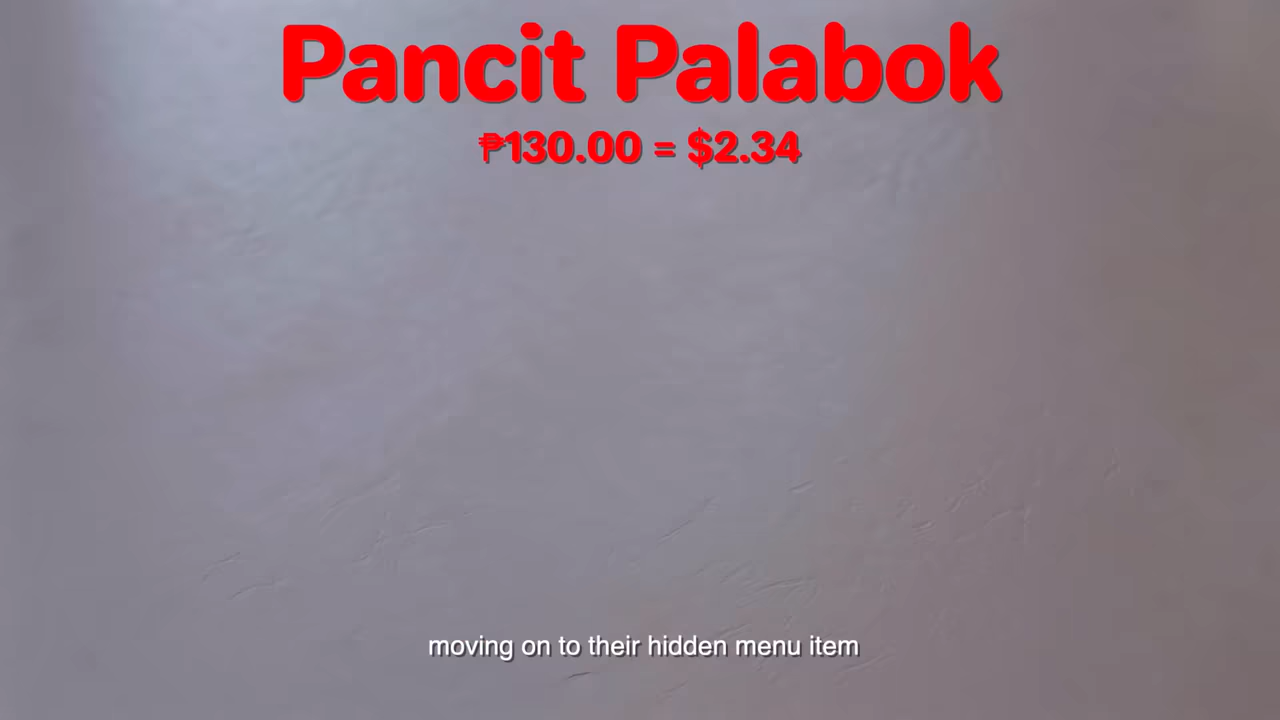 Pancit Palabok
₱130.00 = $2.34
moving on to their hidden menu item